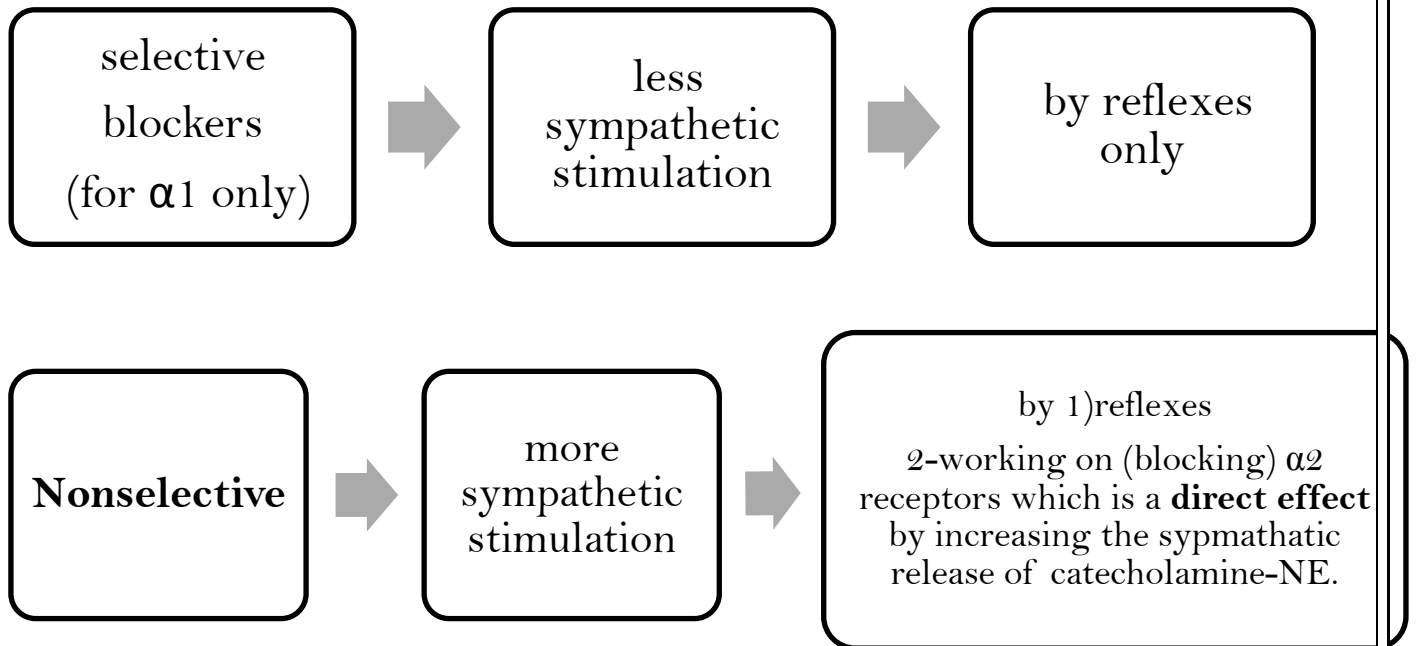 selective
blockers
(for α1 only)
less
sympathetic
stimulation
by reflexes
only
Nonselective
more
sympathetic
stimulation
by 1)reflexes
2-working on (blocking) α2
receptors which is a direct effect
by increasing the sypmathatic
release of catecholamine-NE.